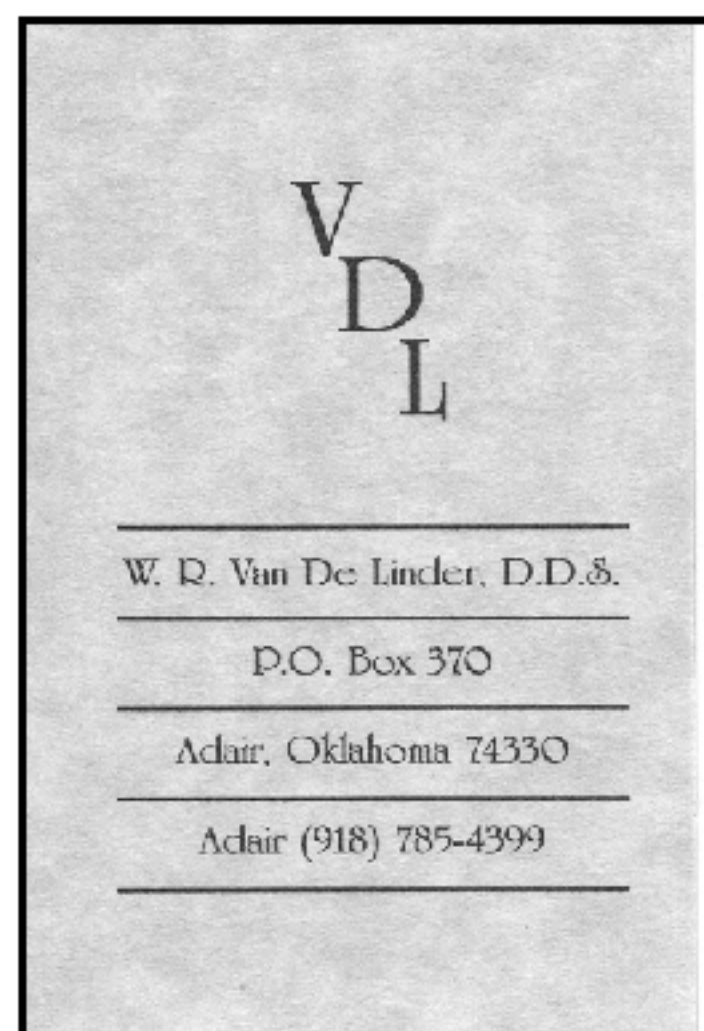 V
D
L
W. R. Van De Linder, D.D.S.
P.O. Box 370
Adair, Oklahoma 74330
Adair (918) 785-4399